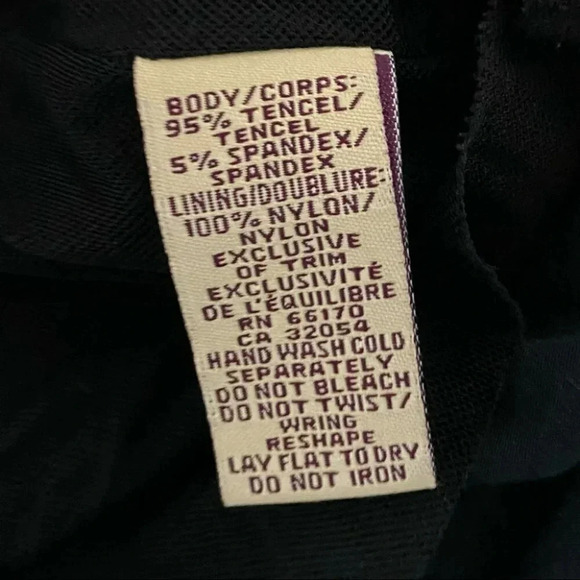 BODY/CORPS:
95% TENCEL/
TENCEL
5% SPANDEX/
SPANDEX
LINING/DOUBLURE:
100% NYLON/
NYLON
EXCLUSIVE
OF TRIM
EXCLUSIVITÉ
DE L'ÉQUILIBRE
RN 66170
CA 32054
HAND WASH COLD
SEPARATELY
DO NOT BLEACH
DO NOT TWIST/
WRING
RESHAPE
LAY FLAT TO DRY
DO NOT IRON